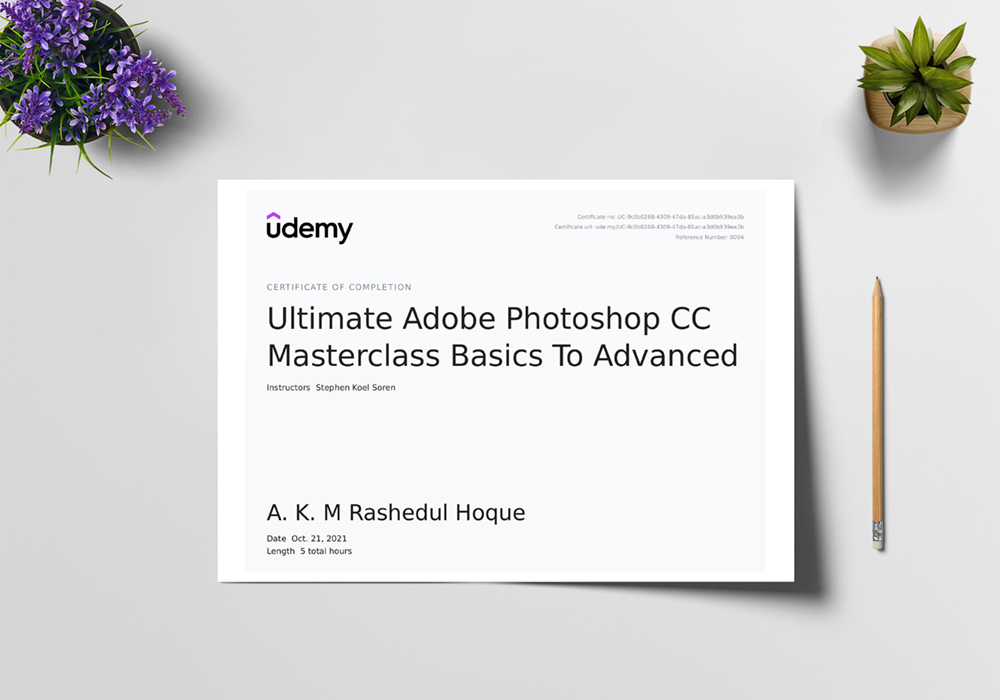 udemy
Certificate no: UC-9c0b0268-4309-47da-85ac-a3d0b939ea3b
Certificate url: ude.my/UC-9c0b0268-4309-47da-85ac-a3d0b939ea3b
Reference Number: 0004
CERTIFICATE OF COMPLETION
Ultimate Adobe Photoshop CC
Masterclass Basics To Advanced
Instructors Stephen Koel Soren
A. K. M Rashedul Hoque
Date Oct. 21, 2021
Length 5 total hours